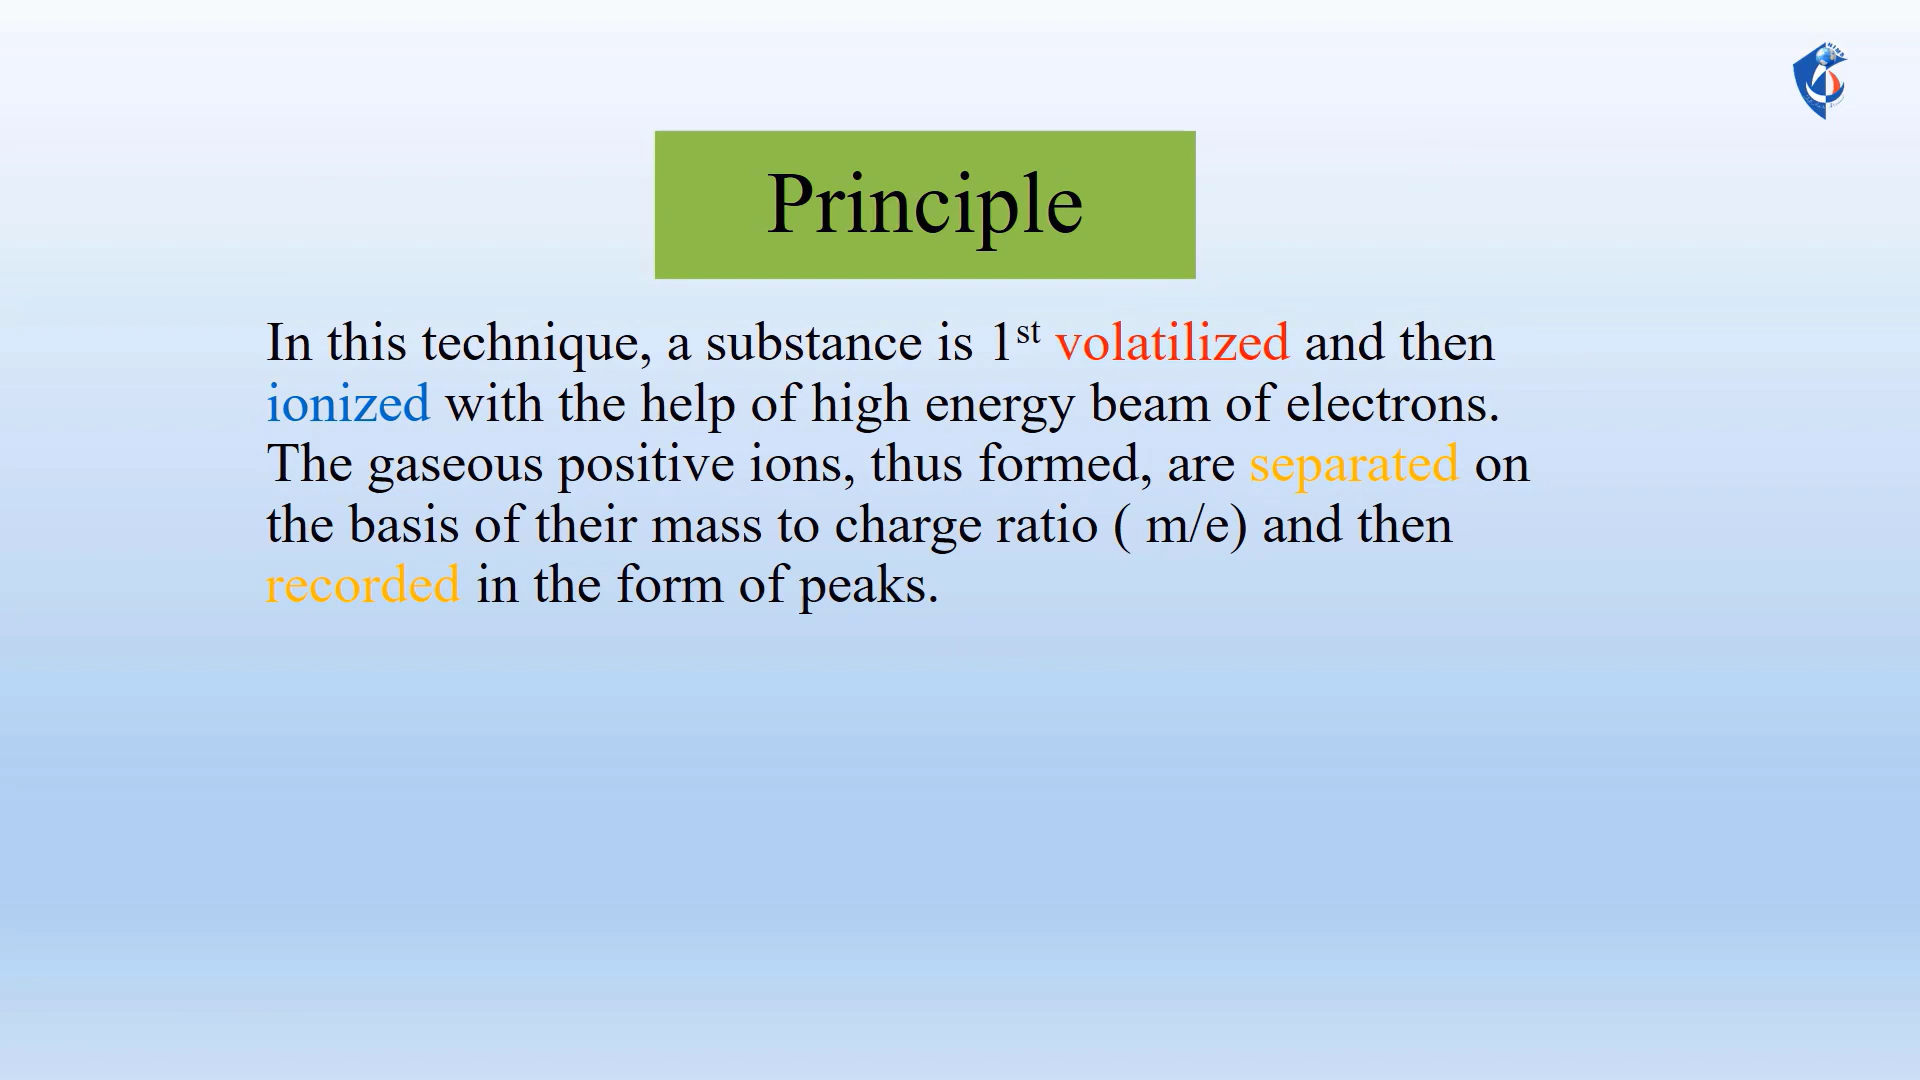 Principle
In this technique, a substance is 1st volatilized and then
ionized with the help of high energy beam of electrons.
The gaseous positive ions, thus formed, are separated on
the basis of their mass to charge ratio ( m/e) and then
recorded in the form of peaks.